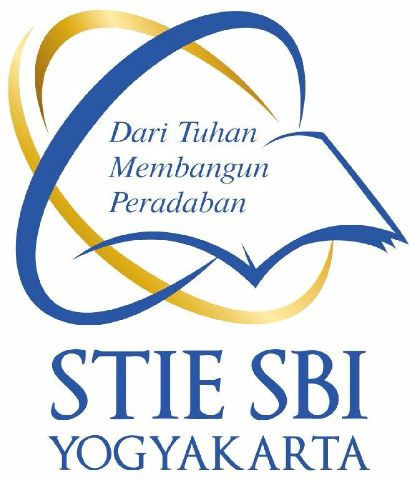 Dari Tuhan
Membangun
Peradaban
STIE SBI
YOGYAKARTA